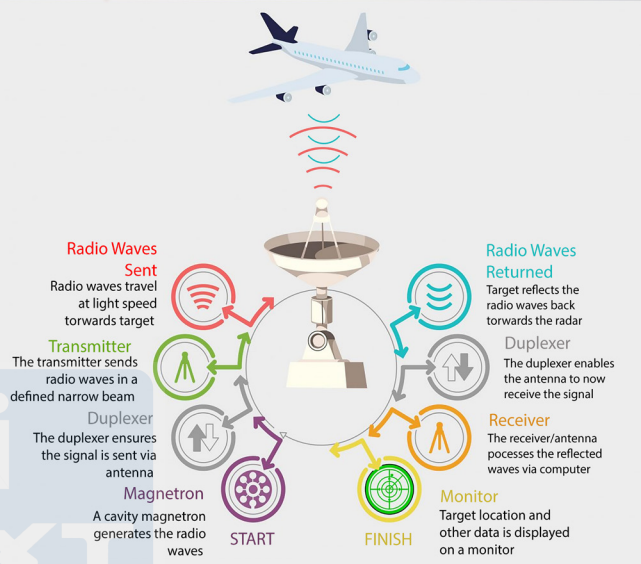 Radio Waves
Sent
Radio waves travel
at light speed
torwards target
Transmitter
The transmitter sends
radio waves in a
defined narrow beam
Duplexer
The duplexer ensures
the signal is sent via
antenna
Magnetron
A cavity magnetron
generates the radio
waves
START
Radio Waves
Returned
Target reflects the
radio waves back
torwards the radar
Duplexer
The duplexer enables
the antenna to now
receive the signal
Receiver
The receiver/antenna
pocesses the reflected
waves via computer
Monitor
Target location and
other data is displayed
on a monitor
FINISH